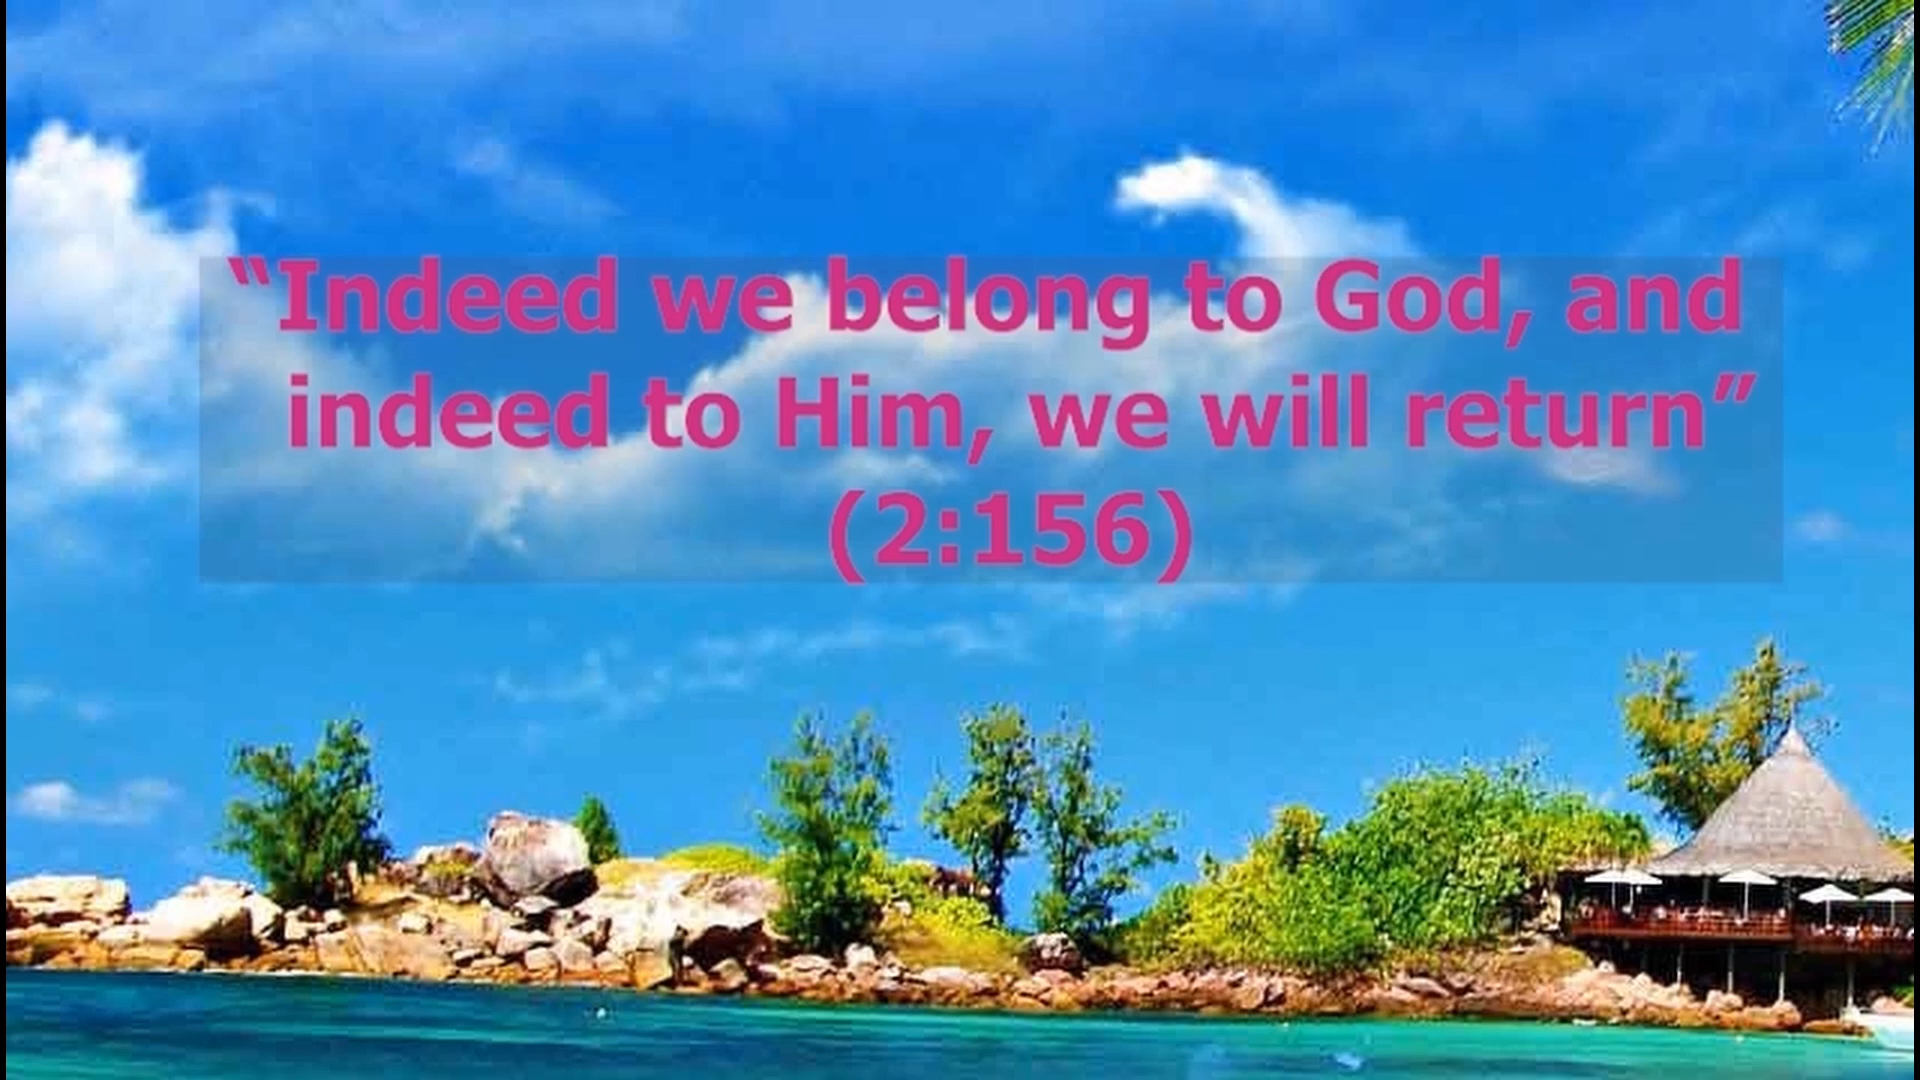 “Indeed we belong to God, and
indeed to Him, we will return”
(2:156)